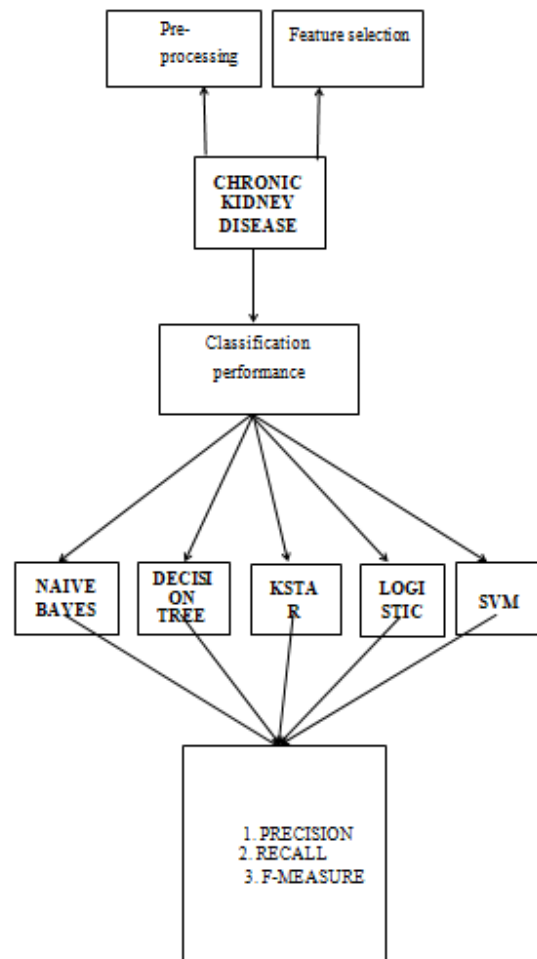 Pre-
processing
Feature selection
CHRONIC
KIDNEY
DISEASE
Classification
performance
NAIVE
BAYES
DECISI
ON
TREE
KSTA
R
LOGI
STIC
SVM
1. PRECISION
2. RECALL
3. F-MEASURE